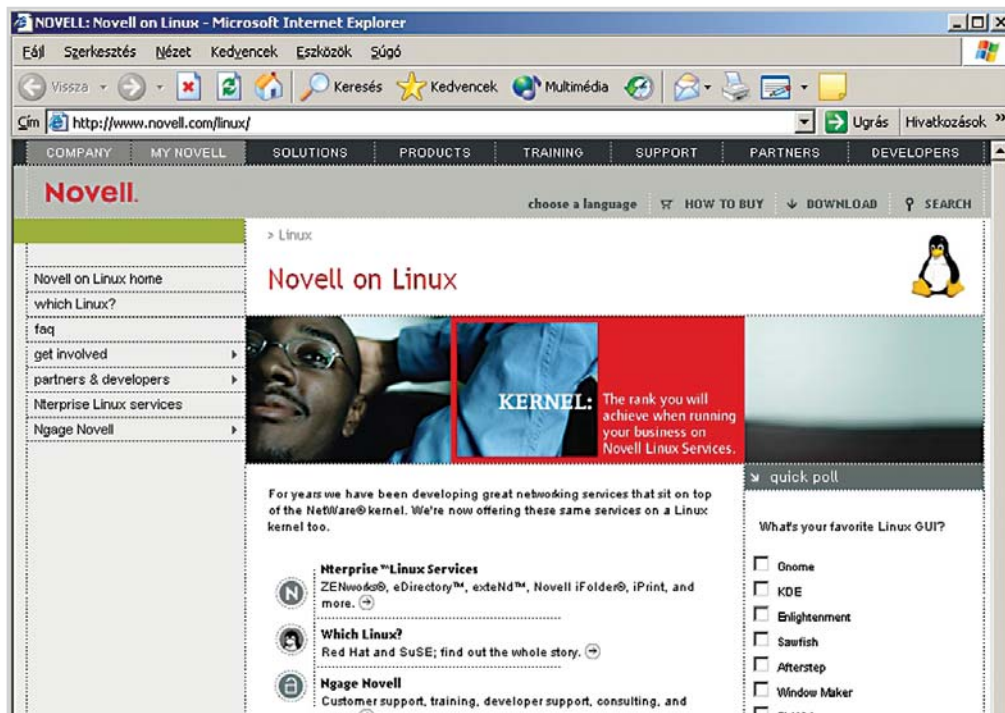 NOVELL: Novell on Linux - Microsoft Internet Explorer
Fájl Szerkesztés Nézet Kedvencek Eszközök Súgó
Vissza Keresés Kedvencek Multimédia
Cím http://www.novell.com/linux/ Ugrás Hivatkozások »
COMPANY MY NOVELL SOLUTIONS PRODUCTS TRAINING SUPPORT PARTNERS DEVELOPERS
Novell.
choose a language HOW TO BUY DOWNLOAD SEARCH
> Linux
Novell on Linux
Novell on Linux home
which Linux?
faq
get involved
partners & developers
Nterprise Linux services
Ngage Novell
KERNEL:
The rank you will
achieve when running
your business on
Novell Linux Services.
For years we have been developing great networking services that sit on top
of the NetWare® kernel. We're now offering these same services on a Linux
kernel too.
Nterprise™ Linux Services
ZENworks®, eDirectory™, exteNd™, Novell iFolder®, iPrint, and
more.
Which Linux?
Red Hat and SuSE; find out the whole story.
Ngage Novell
Customer support, training, developer support, consulting, and
quick poll
What's your favorite Linux GUI?
Gnome
KDE
Enlightenment
Sawfish
Afterstep
Window Maker